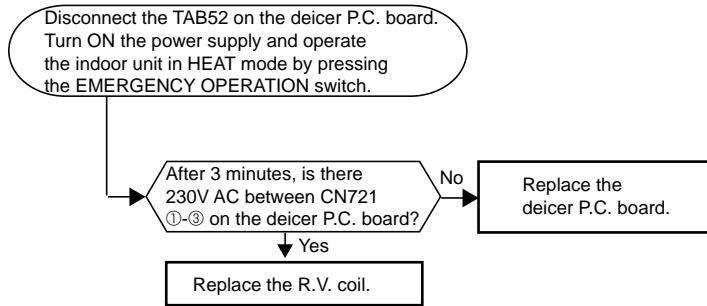 Disconnect the TAB52 on the deicer P.C. board.
Turn ON the power supply and operate
the indoor unit in HEAT mode by pressing
the EMERGENCY OPERATION switch.
After 3 minutes, is there
230V AC between CN721
①-③ on the deicer P.C. board?
No
Replace the
deicer P.C. board.
Yes
Replace the R.V. coil.